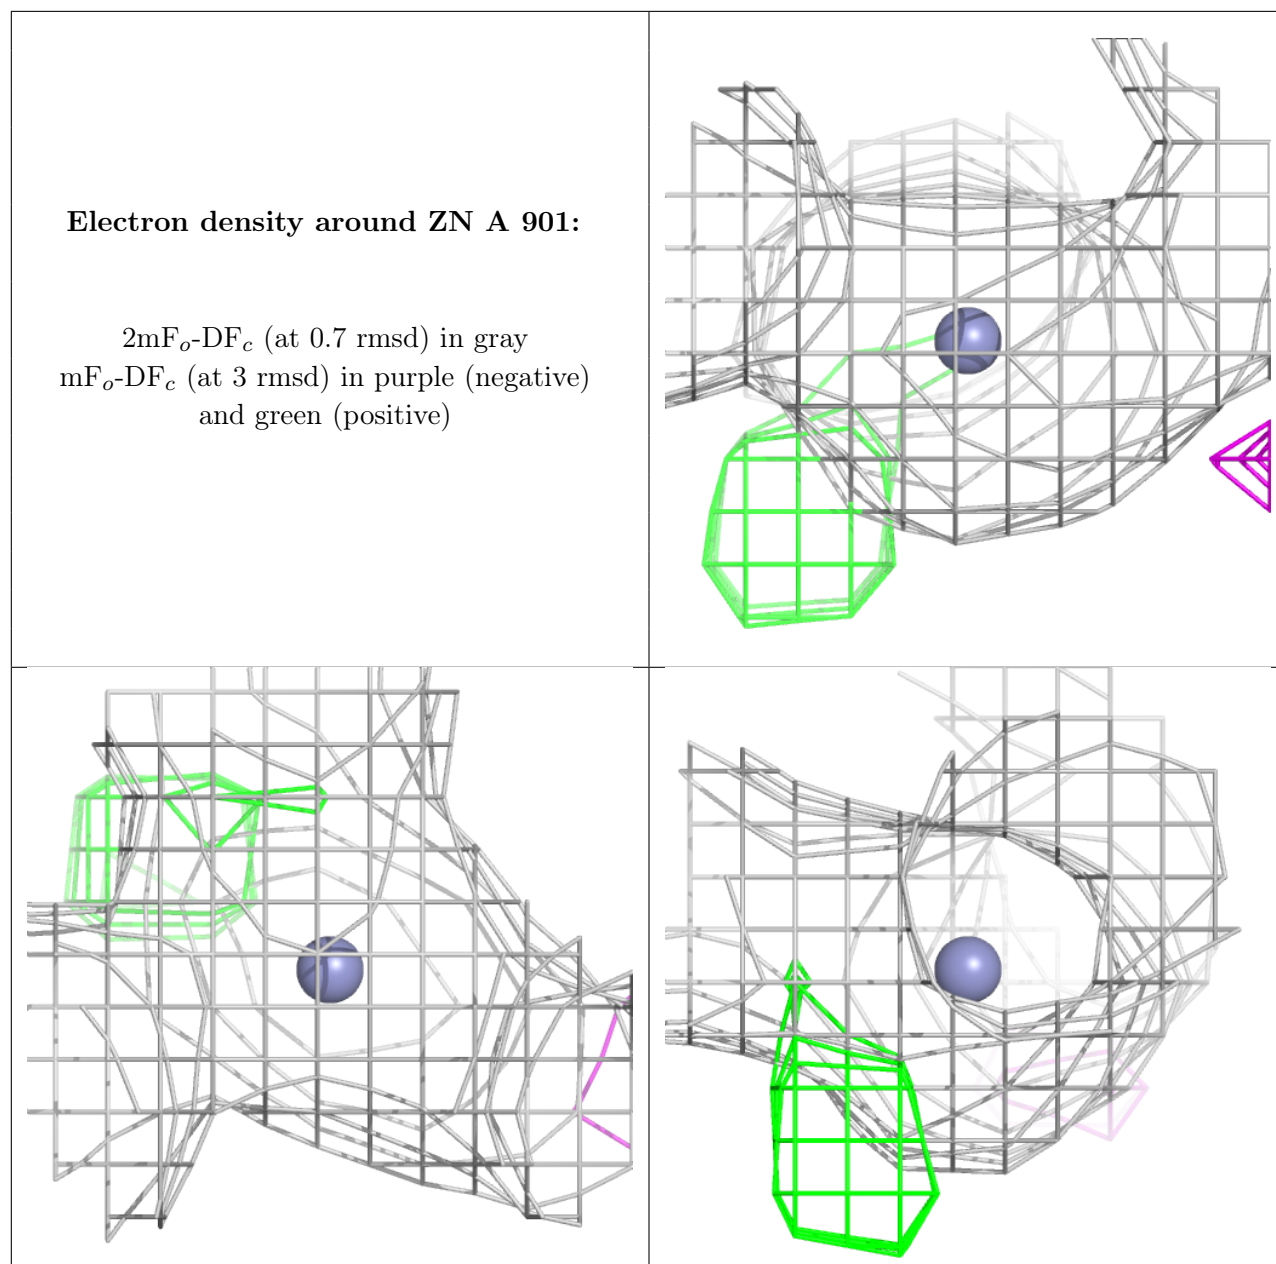 Electron density around ZN A 901:
2mFo-DFc (at 0.7 rmsd) in gray
mFo-DFc (at 3 rmsd) in purple (negative)
and green (positive)